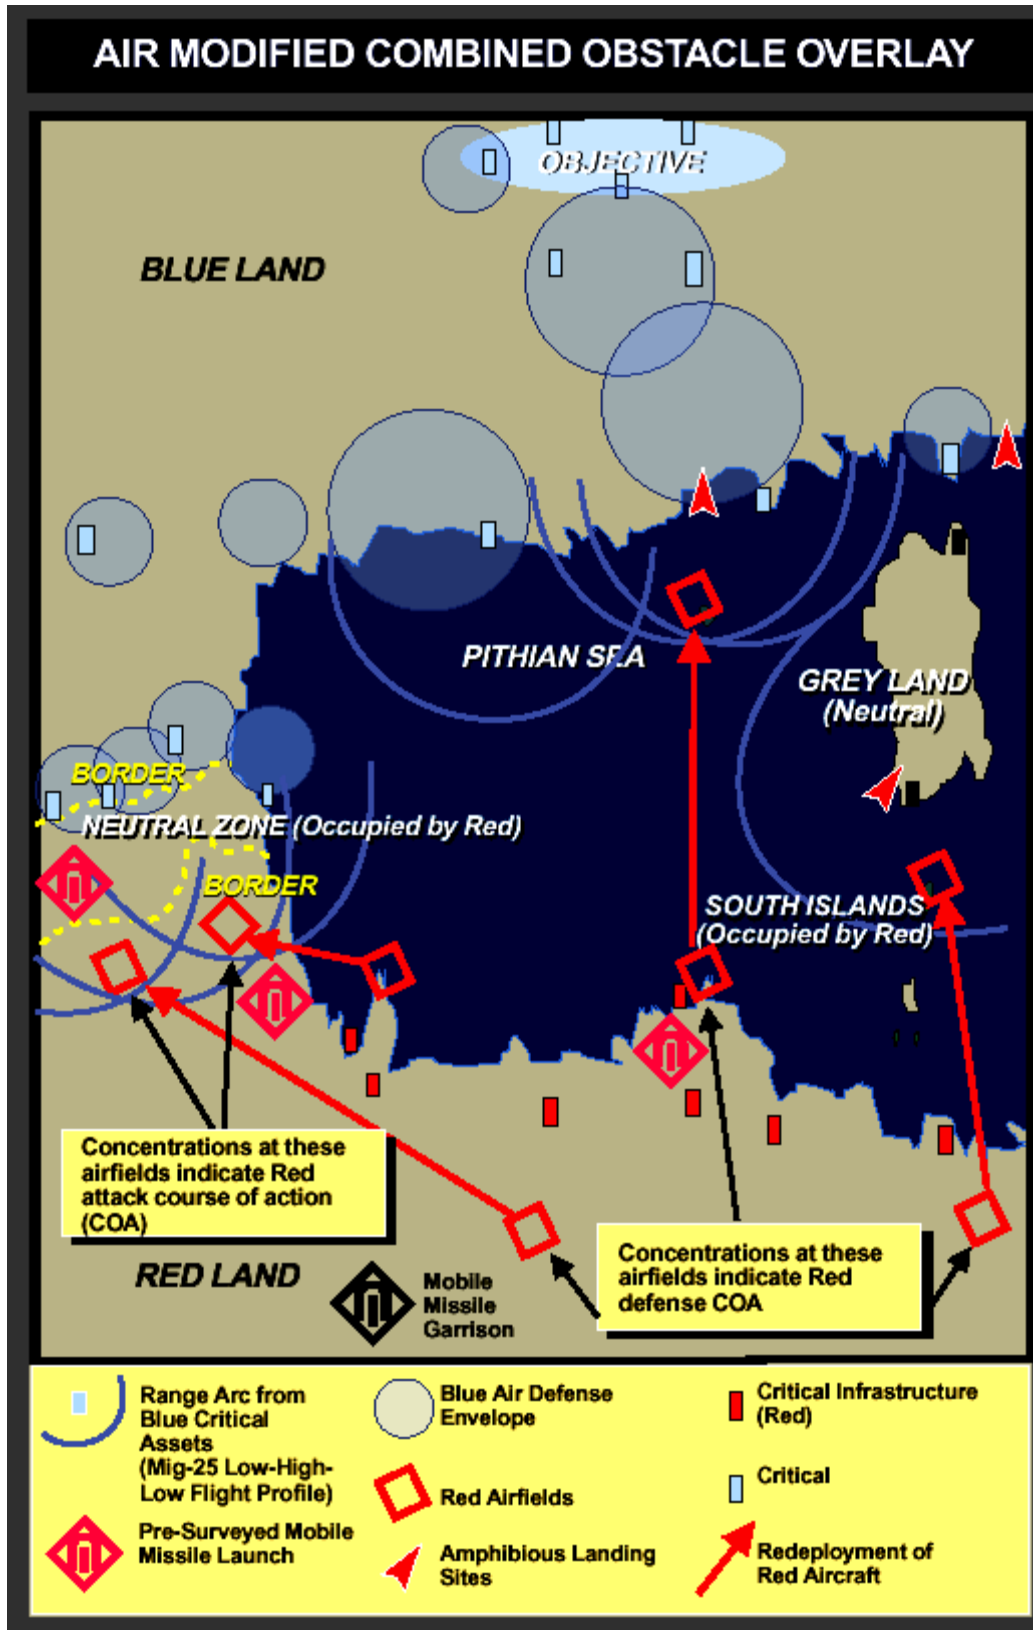 AIR MODIFIED COMBINED OBSTACLE OVERLAY
OBJECTIVE
BLUE LAND
PITHIAN SEA
GREY LAND
(Neutral)
BORDER
NEUTRAL ZONE (Occupied by Red)
BORDER
SOUTH ISLANDS
(Occupied by Red)
Concentrations at these
airfields indicate Red
attack course of action
(COA)
Concentrations at these
airfields indicate Red
defense COA
RED LAND
Mobile
Missile
Garrison
Range Arc from
Blue Critical
Assets
(Mig-25 Low-High-
Low Flight Profile)
Blue Air Defense
Envelope
Critical Infrastructure
(Red)
Red Airfields
Critical
Pre-Surveyed Mobile
Missile Launch
Amphibious Landing
Sites
Redeployment of
Red Aircraft